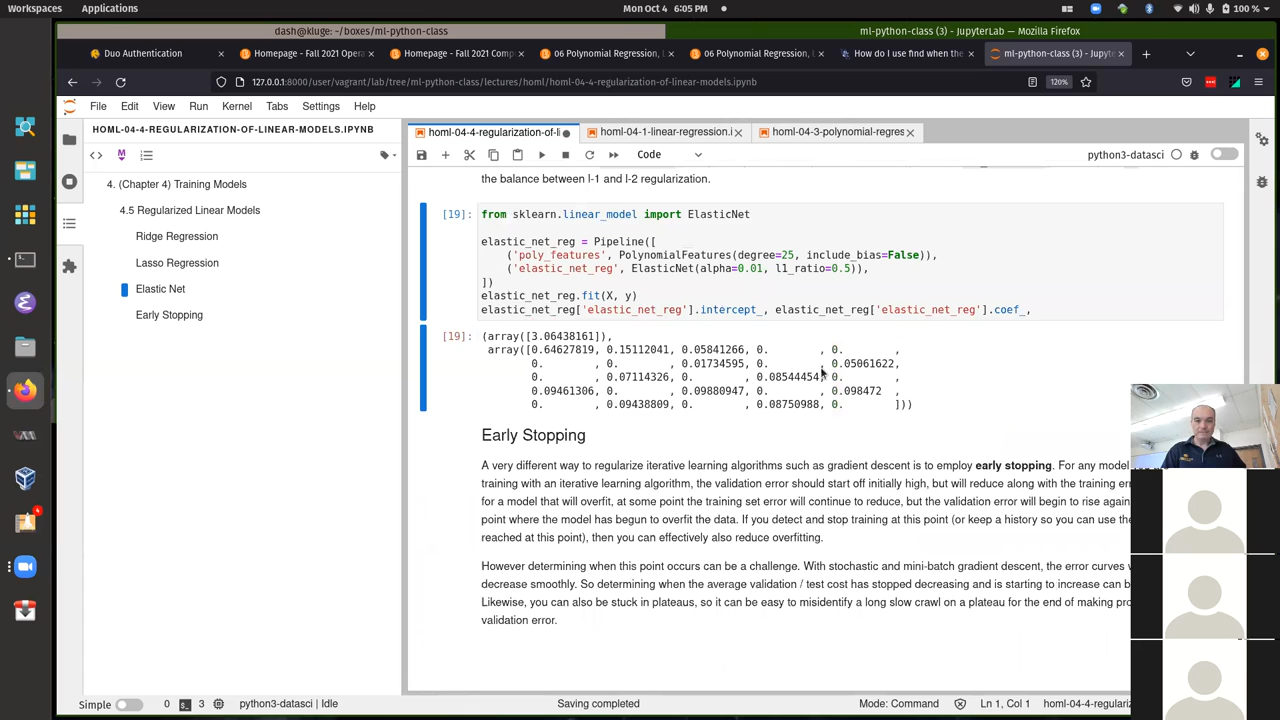 Workspaces Applications Mon Oct 4 6:05 PM 100 %
dash@kluge: ~/boxes/ml-python-class
ml-python-class (3) - JupyterLab — Mozilla Firefox
Duo Authentication
Homepage - Fall 2021 Opera
Homepage - Fall 2021 Comp
06 Polynomial Regression, L
06 Polynomial Regression, L
How do I use find when the
ml-python-class (3) - Jupyte
127.0.0.1:8000/user/vagrant/lab/tree/ml-python-class/lectures/homl/homl-04-4-regularization-of-linear-models.ipynb
120%
File Edit View Run Kernel Tabs Settings Help
HOML-04-4-REGULARIZATION-OF-LINEAR-MODELS.IPYNB
4. (Chapter 4) Training Models
4.5 Regularized Linear Models
Ridge Regression
Lasso Regression
Elastic Net
Early Stopping
homl-04-4-regularization-of-li
homl-04-1-linear-regression.i
homl-04-3-polynomial-regres
Code
python3-datasci
the balance between l-1 and l-2 regularization.
[19]: from sklearn.linear_model import ElasticNet
elastic_net_reg = Pipeline([
('poly_features', PolynomialFeatures(degree=25, include_bias=False)),
('elastic_net_reg', ElasticNet(alpha=0.01, l1_ratio=0.5)),
])
elastic_net_reg.fit(X, y)
elastic_net_reg['elastic_net_reg'].intercept_, elastic_net_reg['elastic_net_reg'].coef_,
[19]: (array([3.06438161]),
array([0.64627819, 0.15112041, 0.05841266, 0. , 0. ,
0. , 0. , 0.01734595, 0. , 0.05061622,
0. , 0.07114326, 0. , 0.08544454, 0. ,
0.09461306, 0. , 0.09880947, 0. , 0.098472 ,
0. , 0.09438809, 0. , 0.08750988, 0. ]))
Early Stopping
A very different way to regularize iterative learning algorithms such as gradient descent is to employ early stopping. For any model
training with an iterative learning algorithm, the validation error should start off initially high, but will reduce along with the training er
for a model that will overfit, at some point the training set error will continue to reduce, but the validation error will begin to rise again
point where the model has begun to overfit the data. If you detect and stop training at this point (or keep a history so you can use the
reached at this point), then you can effectively also reduce overfitting.
However determining when this point occurs can be a challenge. With stochastic and mini-batch gradient descent, the error curves w
decrease smoothly. So determining when the average validation / test cost has stopped decreasing and is starting to increase can b
Likewise, you can also be stuck in plateaus, so it can be easy to misidentify a long slow crawl on a plateau for the end of making pro
validation error.
Simple 0 3 python3-datasci | Idle Saving completed Mode: Command Ln 1, Col 1 homl-04-4-regulari